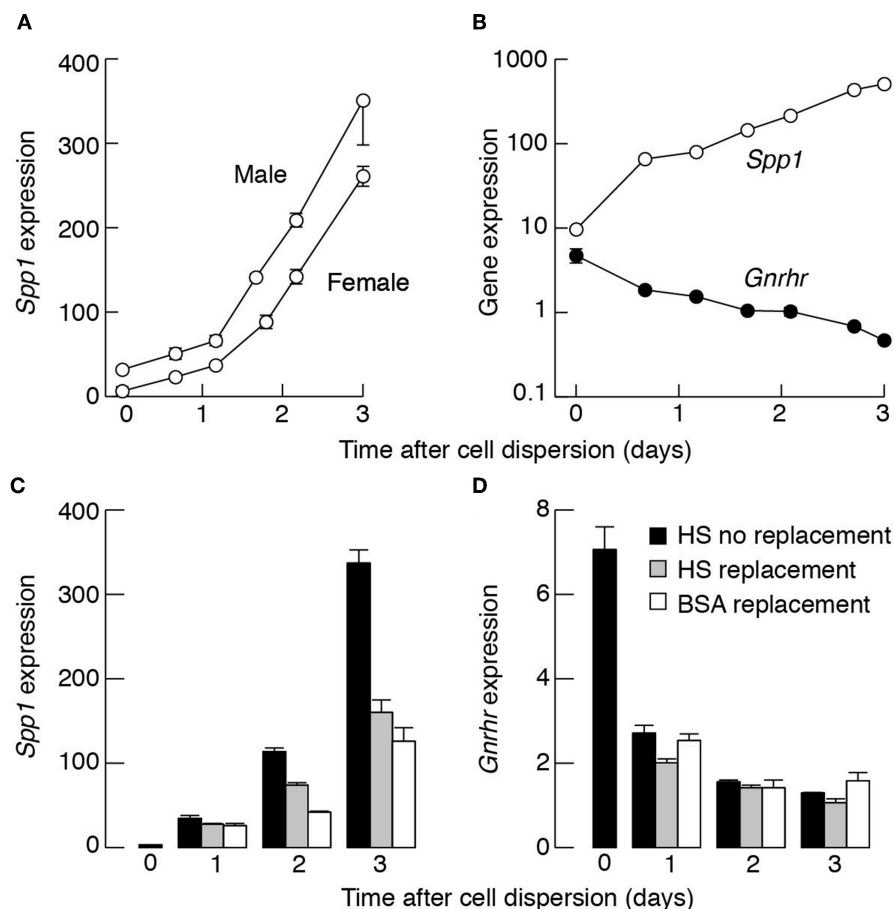 A
400
300
200
100
0
Spp1 expression
Male
Female
0 1 2 3
B
1000
100
10
1
0.1
Gene expression
Spp1
Gnrhr
0 1 2 3
Time after cell dispersion (days)
C
400
300
200
100
0
Spp1 expression
0 1 2 3
D
8
6
4
2
0
Gnrhr expression
HS no replacement
HS replacement
BSA replacement
0 1 2 3
Time after cell dispersion (days)